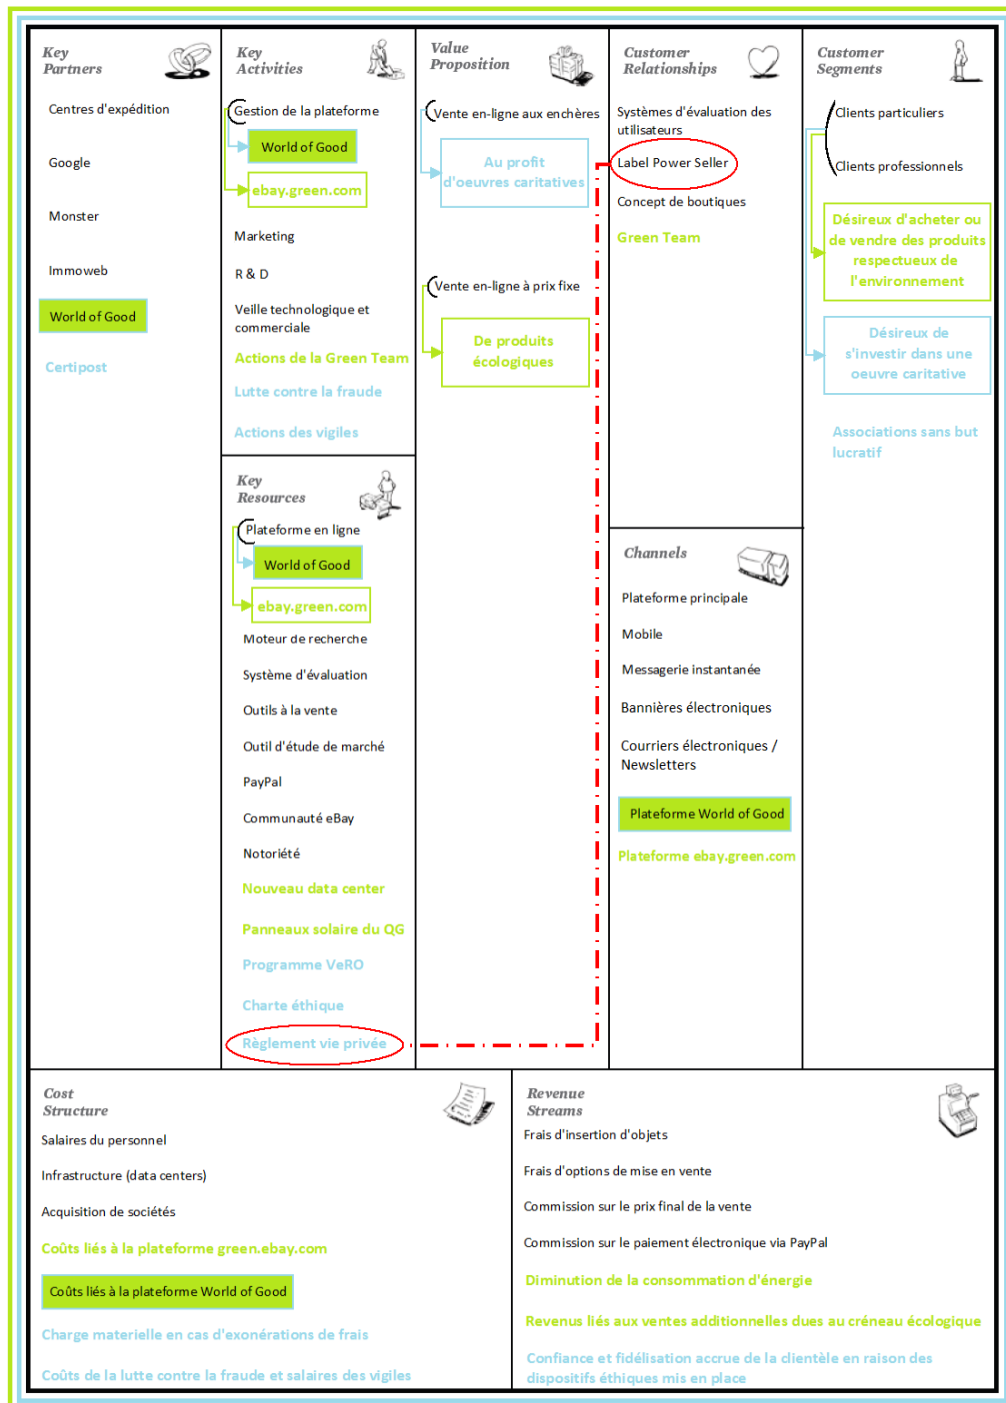 Key
Partners
Centres d'expédition
Google
Monster
Immoweb
World of Good
Certipost
Key
Activities
Gestion de la plateforme
World of Good
ebay.green.com
Marketing
R & D
Veille technologique et
commerciale
Actions de la Green Team
Lutte contre la fraude
Actions des vigiles
Key
Resources
Plateforme en ligne
World of Good
ebay.green.com
Moteur de recherche
Système d'évaluation
Outils à la vente
Outil d'étude de marché
PayPal
Communauté eBay
Notoriété
Nouveau data center
Panneaux solaire du QG
Programme VeRO
Charte éthique
Règlement vie privée
Value
Proposition
Vente en-ligne aux enchères
Au profit
d'oeuvres caritatives
Vente en-ligne à prix fixe
De produits
écologiques
Customer
Relationships
Systèmes d'évaluation des
utilisateurs
Label Power Seller
Concept de boutiques
Green Team
Channels
Plateforme principale
Mobile
Messagerie instantanée
Bannières électroniques
Courriers électroniques /
Newsletters
Plateforme World of Good
Plateforme ebay.green.com
Customer
Segments
Clients particuliers
Clients professionnels
Désireux d'acheter ou
de vendre des produits
respectueux de
l'environnement
Désireux de
s'investir dans une
oeuvre caritative
Associations sans but
lucratif
Cost
Structure
Salaires du personnel
Infrastructure (data centers)
Acquisition de sociétés
Coûts liés à la plateforme green.ebay.com
Coûts liés à la plateforme World of Good
Charge materielle en cas d'exonérations de frais
Coûts de la lutte contre la fraude et salaires des vigiles
Revenue
Streams
Frais d'insertion d'objets
Frais d'options de mise en vente
Commission sur le prix final de la vente
Commission sur le paiement électronique via PayPal
Diminution de la consommation d'énergie
Revenus liés aux ventes additionnelles dues au créneau écologique
Confiance et fidélisation accrue de la clientèle en raison des
dispositifs éthiques mis en place